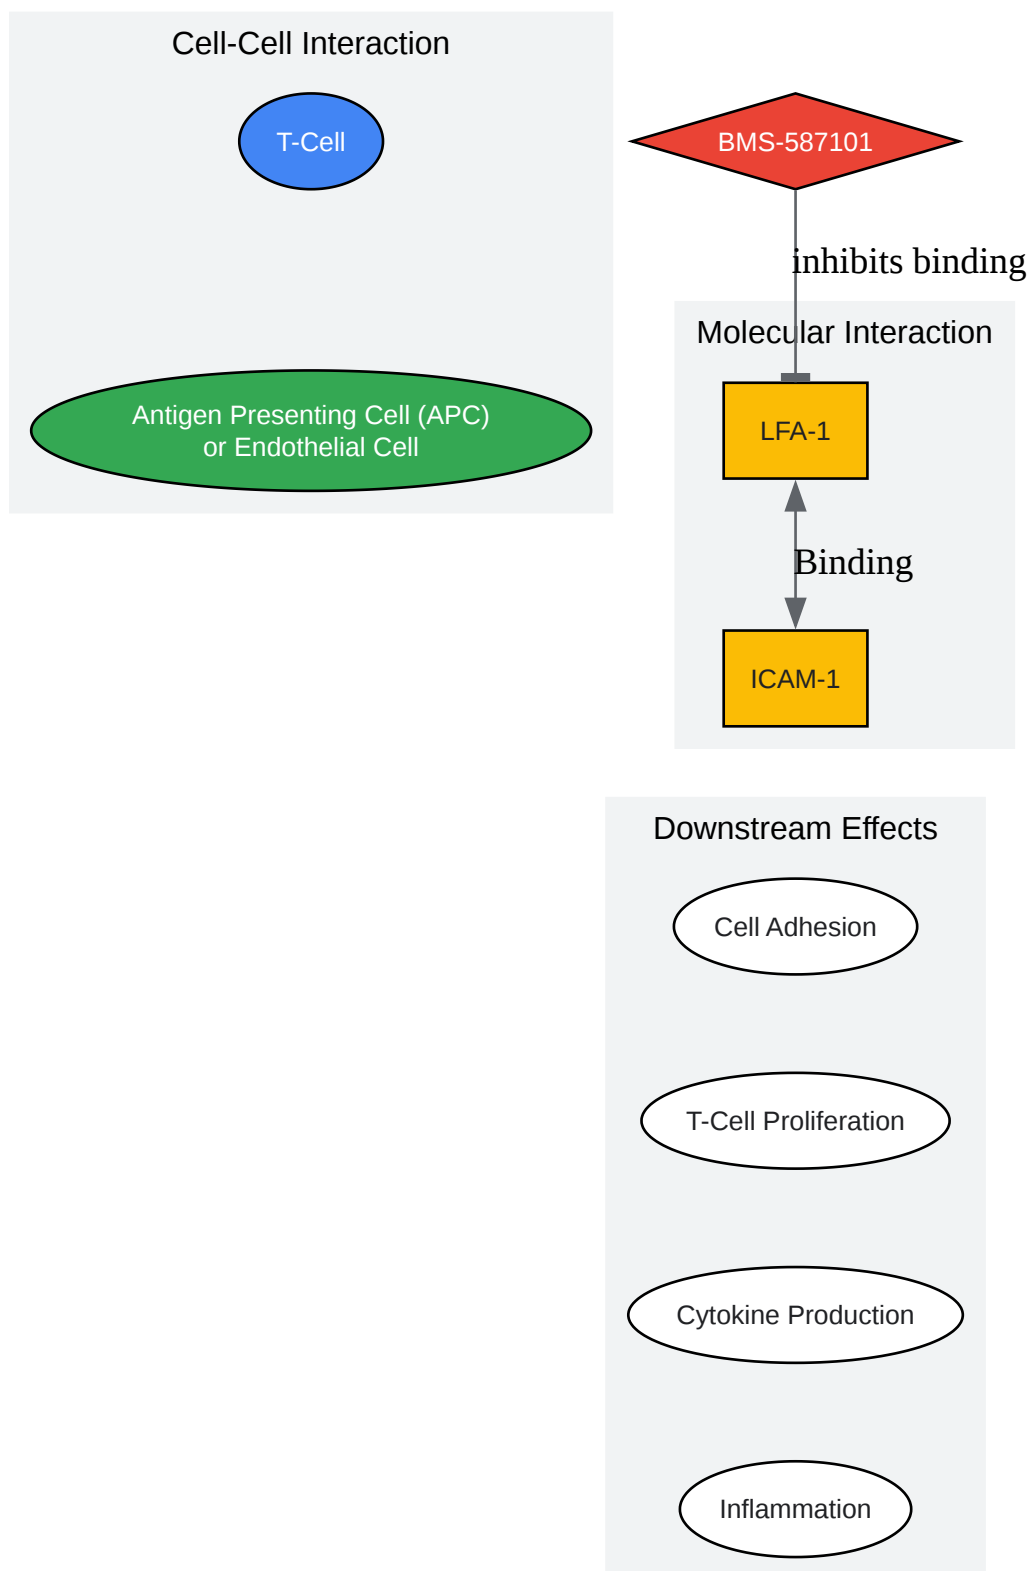 Cell-Cell Interaction
T-Cell
BMS-587101
inhibits binding
Molecular Interaction
Antigen Presenting Cell (APC)
or Endothelial Cell
LFA-1
Binding
ICAM-1
Downstream Effects
Cell Adhesion
T-Cell Proliferation
Cytokine Production
Inflammation